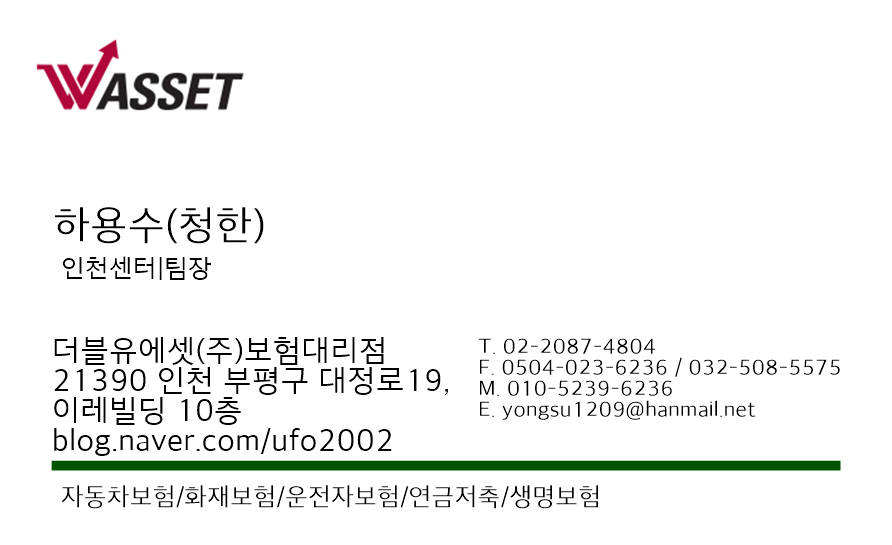 WASSET
하용수(청한)
인천센터|팀장
더블유에셋(주)보험대리점
21390 인천 부평구 대정로19,
이레빌딩 10층
blog.naver.com/ufo2002
T. 02-2087-4804
F. 0504-023-6236 / 032-508-5575
M. 010-5239-6236
E. yongsu1209@hanmail.net
자동차보험/화재보험/운전자보험/연금저축/생명보험